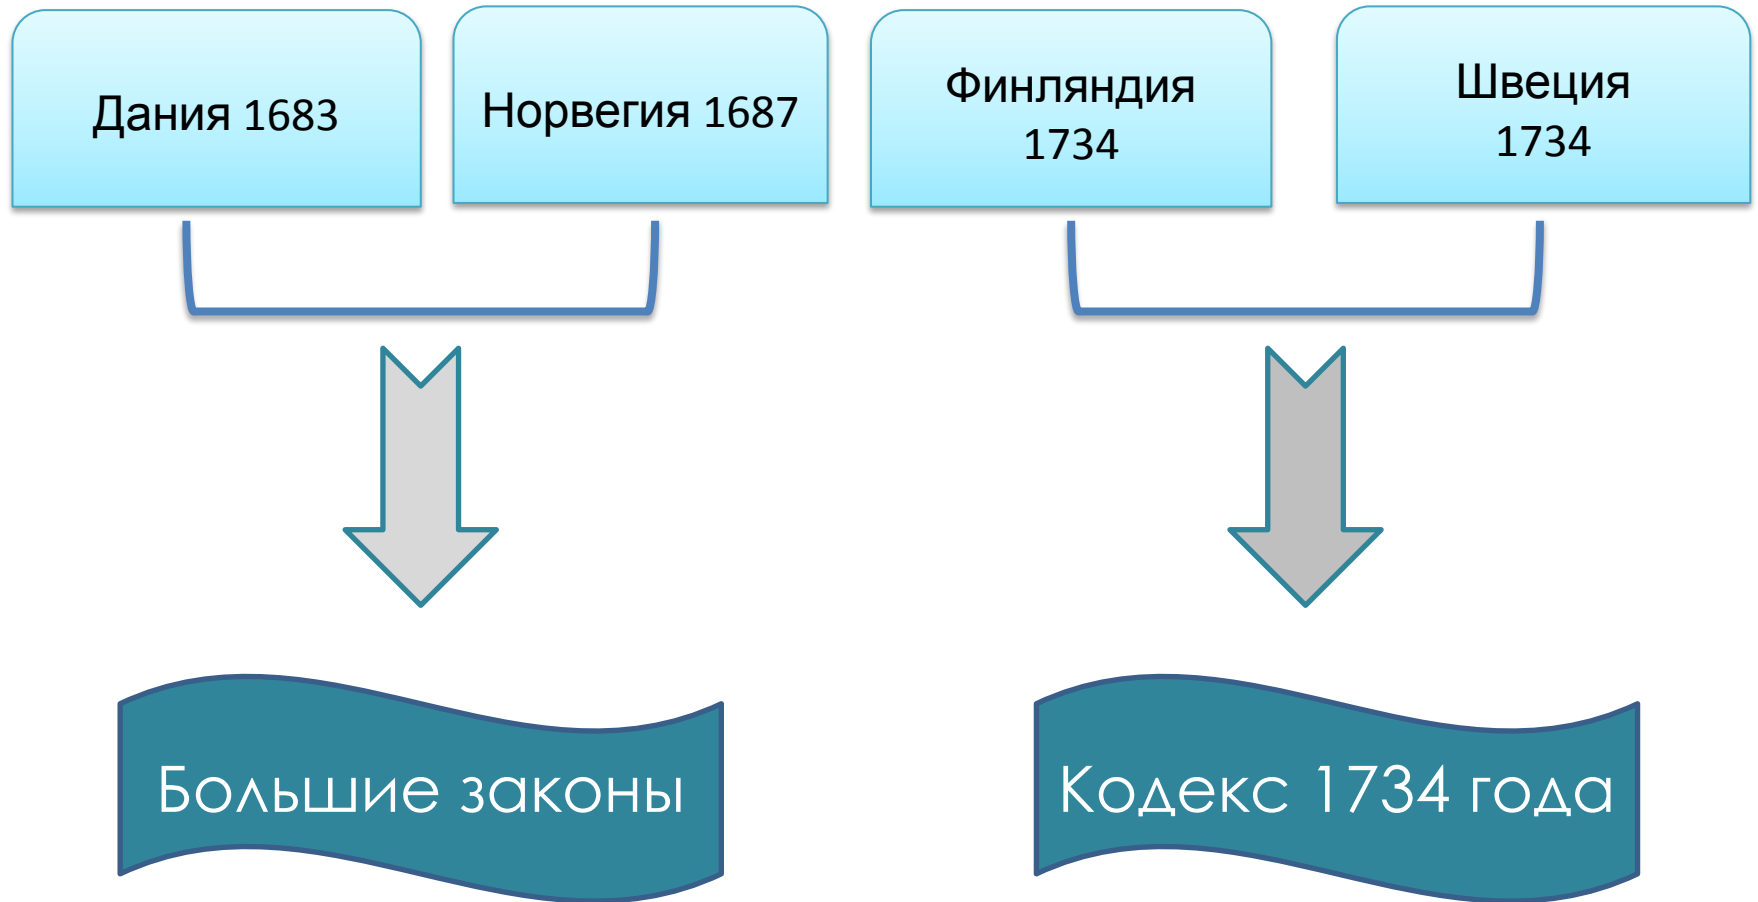 Дания 1683
Норвегия 1687
Финляндия
1734
Швеция
1734
Большие законы
Кодекс 1734 года